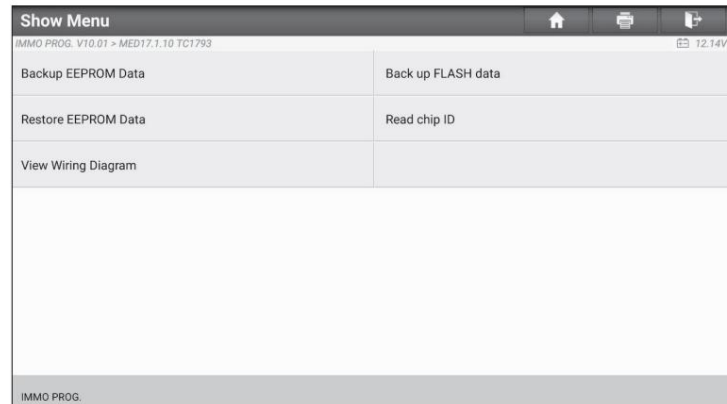 Show Menu
IMMO PROG. V10.01 > MED17.1.10 TC1793
12.14V
Backup EEPROM Data
Back up FLASH data
Restore EEPROM Data
Read chip ID
View Wiring Diagram
IMMO PROG.